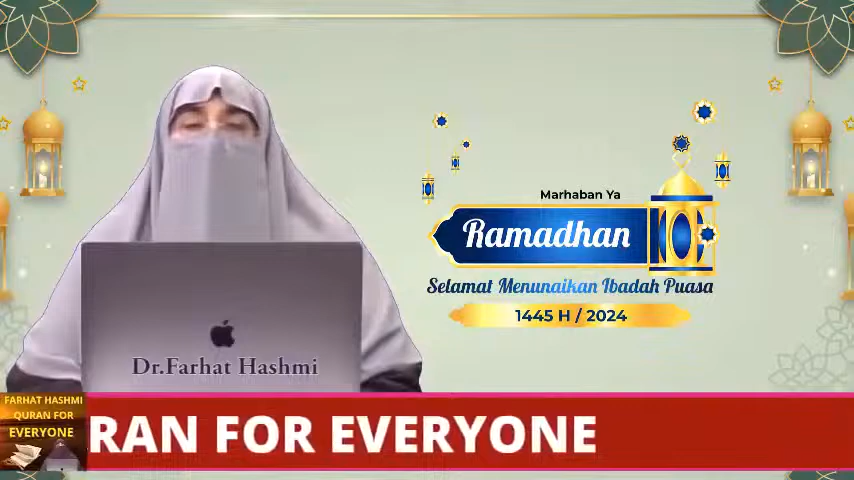 Marhaban Ya
Ramadhan
Selamat Menunaikan Ibadah Puasa
1445 H / 2024
Dr.Farhat Hashmi
FARHAT HASHMI
QURAN FOR
EVERYONE
RAN FOR EVERYONE